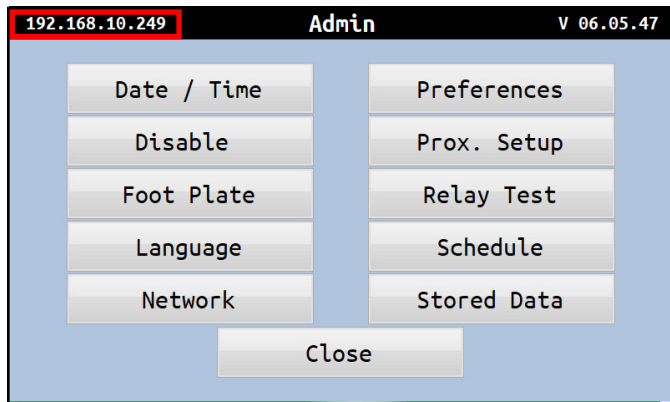 192.168.10.249 Admin V 06.05.47
Date / Time Preferences
Disable Prox. Setup
Foot Plate Relay Test
Language Schedule
Network Stored Data
Close